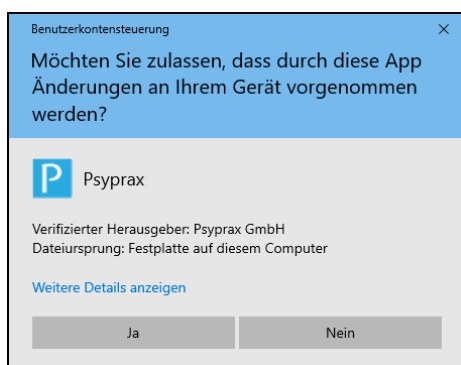 Benutzerkontensteuerung
Möchten Sie zulassen, dass durch diese App
Änderungen an Ihrem Gerät vorgenommen
werden?
P
Psyprax
Verifizierter Herausgeber: Psyprax GmbH
Dateiursprung: Festplatte auf diesem Computer
Weitere Details anzeigen
Ja
Nein